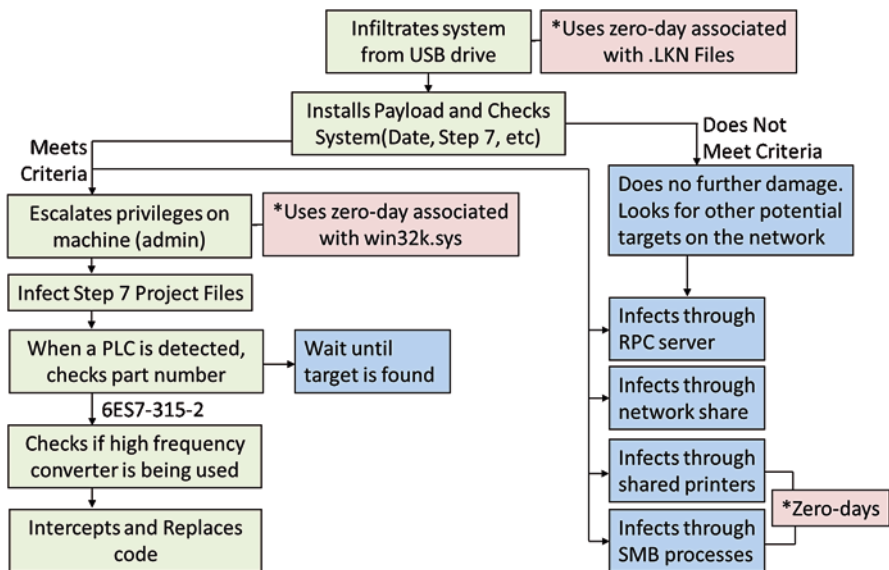 Infiltrates system
from USB drive
*Uses zero-day associated
with .LKN Files
Installs Payload and Checks
System(Date, Step 7, etc)
Meets
Criteria
Does Not
Meet Criteria
Escalates privileges on
machine (admin)
*Uses zero-day associated
with win32k.sys
Does no further damage.
Looks for other potential
targets on the network
Infect Step 7 Project Files
When a PLC is detected,
checks part number
Wait until
target is found
6ES7-315-2
Checks if high frequency
converter is being used
Intercepts and Replaces
code
Infects through
RPC server
Infects through
network share
Infects through
shared printers
Infects through
SMB processes
*Zero-days